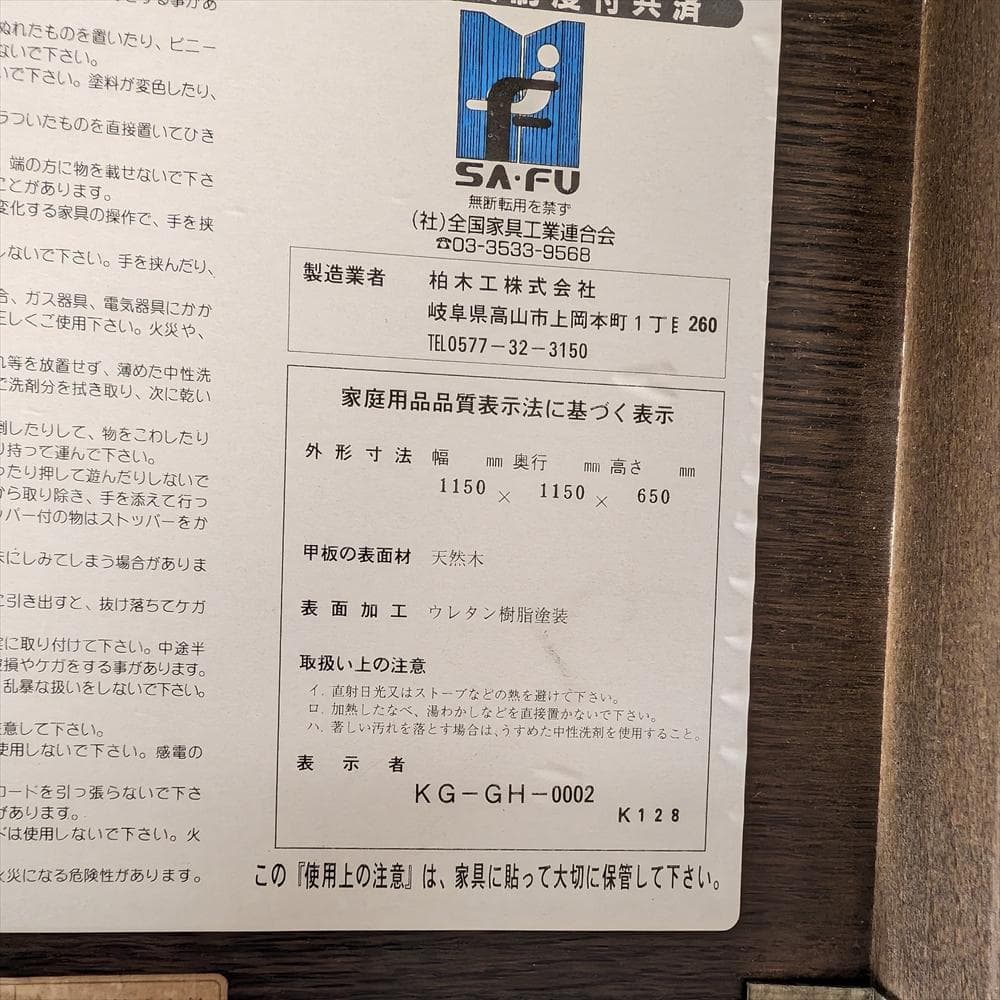 ぬれたものを置いたり、ビニー
ないで下さい。
いで下さい。塗料が変色したり、
ラついたものを直接置いてひき
端の方に物を載せないで下さ
ことがあります。
変化する家具の操作で、手を挟
しないで下さい。手を挟んだり、
合、ガス器具、電気器具にかか
正しくご使用下さい。火災や、
れ等を放置せず、薄めた中性洗
で洗剤分を拭き取り、次に乾い
倒したりして、物をこわしたり
り持って運んで下さい。
ったり押して遊んだりしないで
から取り除き、手を添えて行っ
ッパー付の物はストッパーをか
末にしみてしまう場合がありま
に引き出すと、抜け落ちてケガ
実に取り付けて下さい。中途半
破損やケガをする事があります。
乱暴な扱いをしないで下さい。
注意して下さい。
使用しないで下さい。感電の
コードを引っ張らないで下さ
があります。
ドは使用しないで下さい。火
火災になる危険性があります。
制度付共済
SA・FU
無断転用を禁ず
(社)全国家具工業連合会
☎03-3533-9568
製造業者 柏木工株式会社
岐阜県高山市上岡本町1丁目260
TEL0577-32-3150
家庭用品品質表示法に基づく表示
外形寸法 幅 mm 奥行 mm 高さ mm
1150 × 1150 × 650
甲板の表面材 天然木
表面加工 ウレタン樹脂塗装
取扱い上の注意
イ. 直射日光又はストーブなどの熱を避けて下さい。
ロ. 加熱したなべ、湯わかしなどを直接置かないで下さい。
ハ. 著しい汚れを落とす場合は、うすめた中性洗剤を使用すること。
表示者
KG-GH-0002
K128
この『使用上の注意』は、家具に貼って大切に保管して下さい。